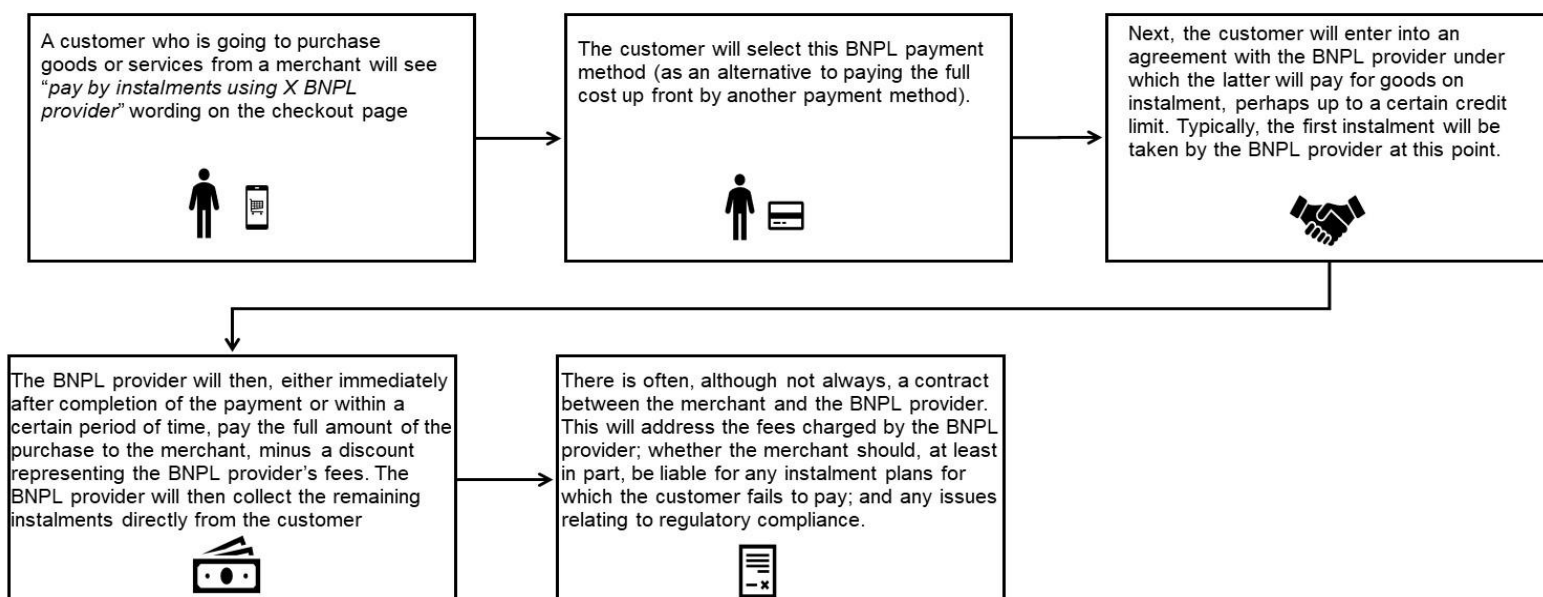 A customer who is going to purchase
goods or services from a merchant will see
“pay by instalments using X BNPL
provider” wording on the checkout page
The customer will select this BNPL payment
method (as an alternative to paying the full
cost up front by another payment method).
Next, the customer will enter into an
agreement with the BNPL provider under
which the latter will pay for goods on
instalment, perhaps up to a certain credit
limit. Typically, the first instalment will be
taken by the BNPL provider at this point.
The BNPL provider will then, either immediately
after completion of the payment or within a
certain period of time, pay the full amount of the
purchase to the merchant, minus a discount
representing the BNPL provider’s fees. The
BNPL provider will then collect the remaining
instalments directly from the customer
There is often, although not always, a contract
between the merchant and the BNPL provider.
This will address the fees charged by the BNPL
provider; whether the merchant should, at least
in part, be liable for any instalment plans for
which the customer fails to pay; and any issues
relating to regulatory compliance.